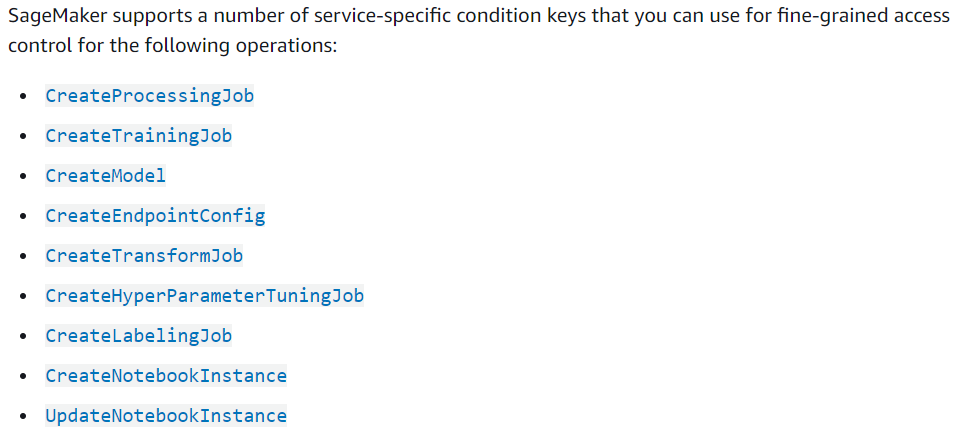 SageMaker supports a number of service-specific condition keys that you can use for fine-grained access
control for the following operations:
• CreateProcessingJob
• CreateTrainingJob
• CreateModel
• CreateEndpointConfig
• CreateTransformJob
• CreateHyperParameterTuningJob
• CreateLabelingJob
• CreateNotebookInstance
• UpdateNotebookInstance